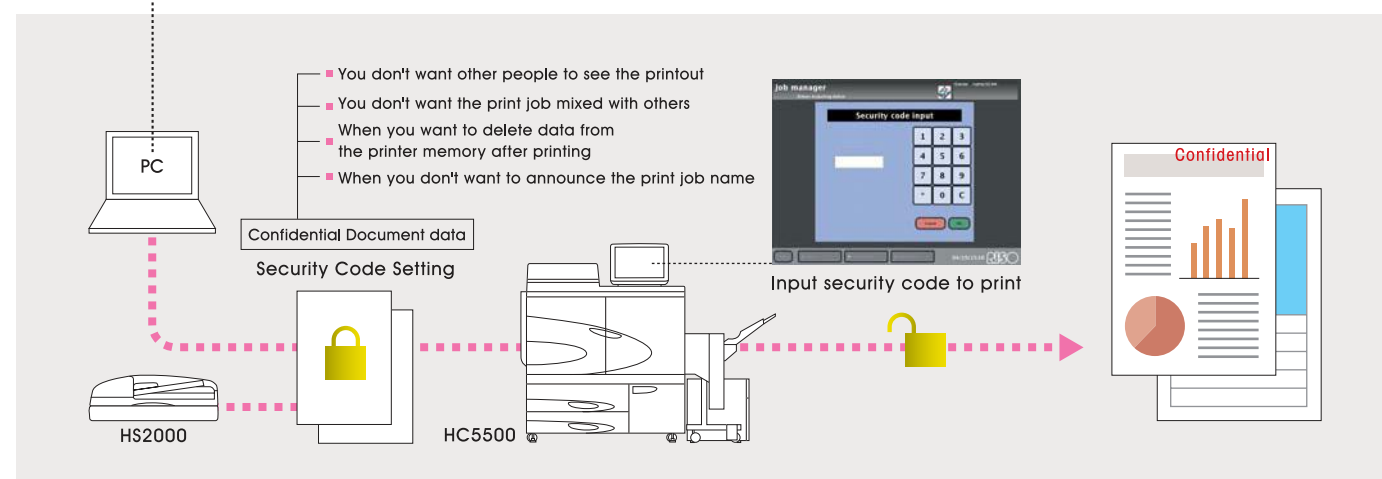 You don't want other people to see the printout
You don't want the print job mixed with others
When you want to delete data from
the printer memory after printing
When you don't want to announce the print job name
PC
Confidential Document data
Security Code Setting
Job manager
Security code input
1 2 3
4 5 6
7 8 9
* 0 C
Input security code to print
Confidential
HS2000
HC5500